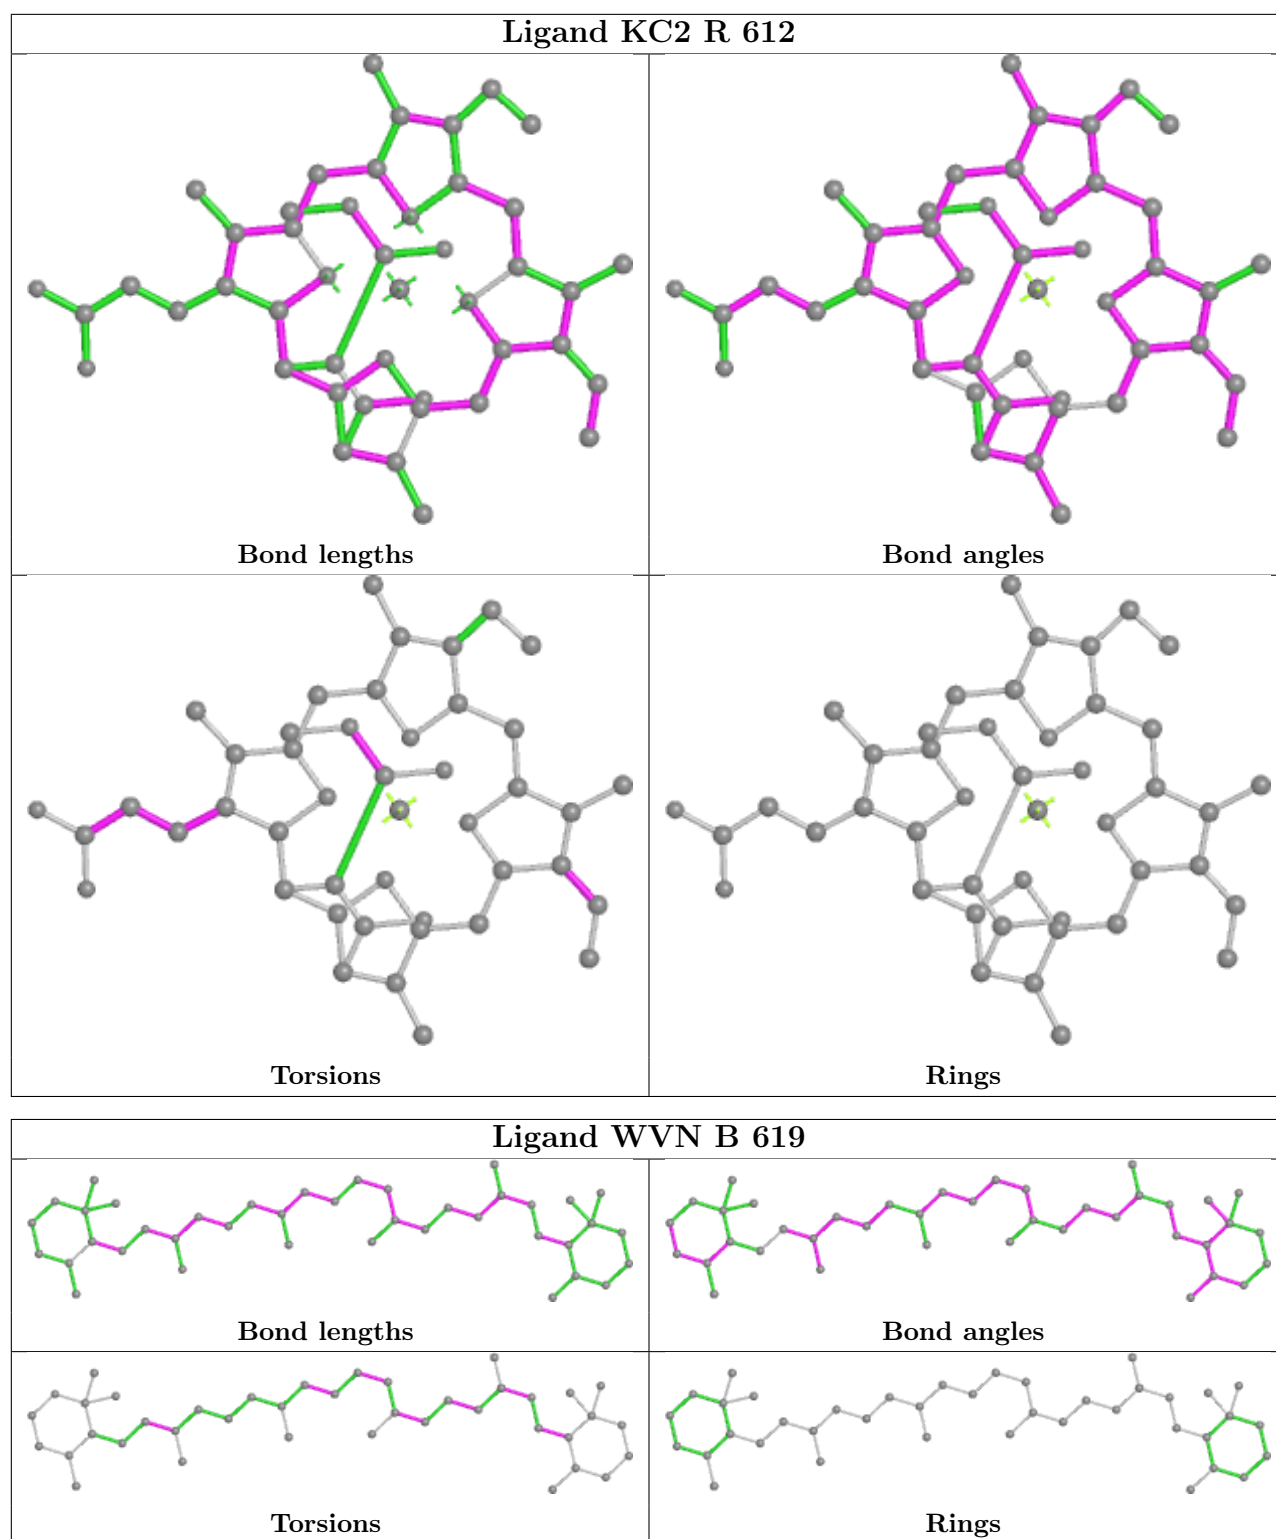 Ligand KC2 R 612
Bond lengths
Bond angles
Torsions
Rings
Ligand WVN B 619
Bond lengths
Bond angles
Torsions
Rings